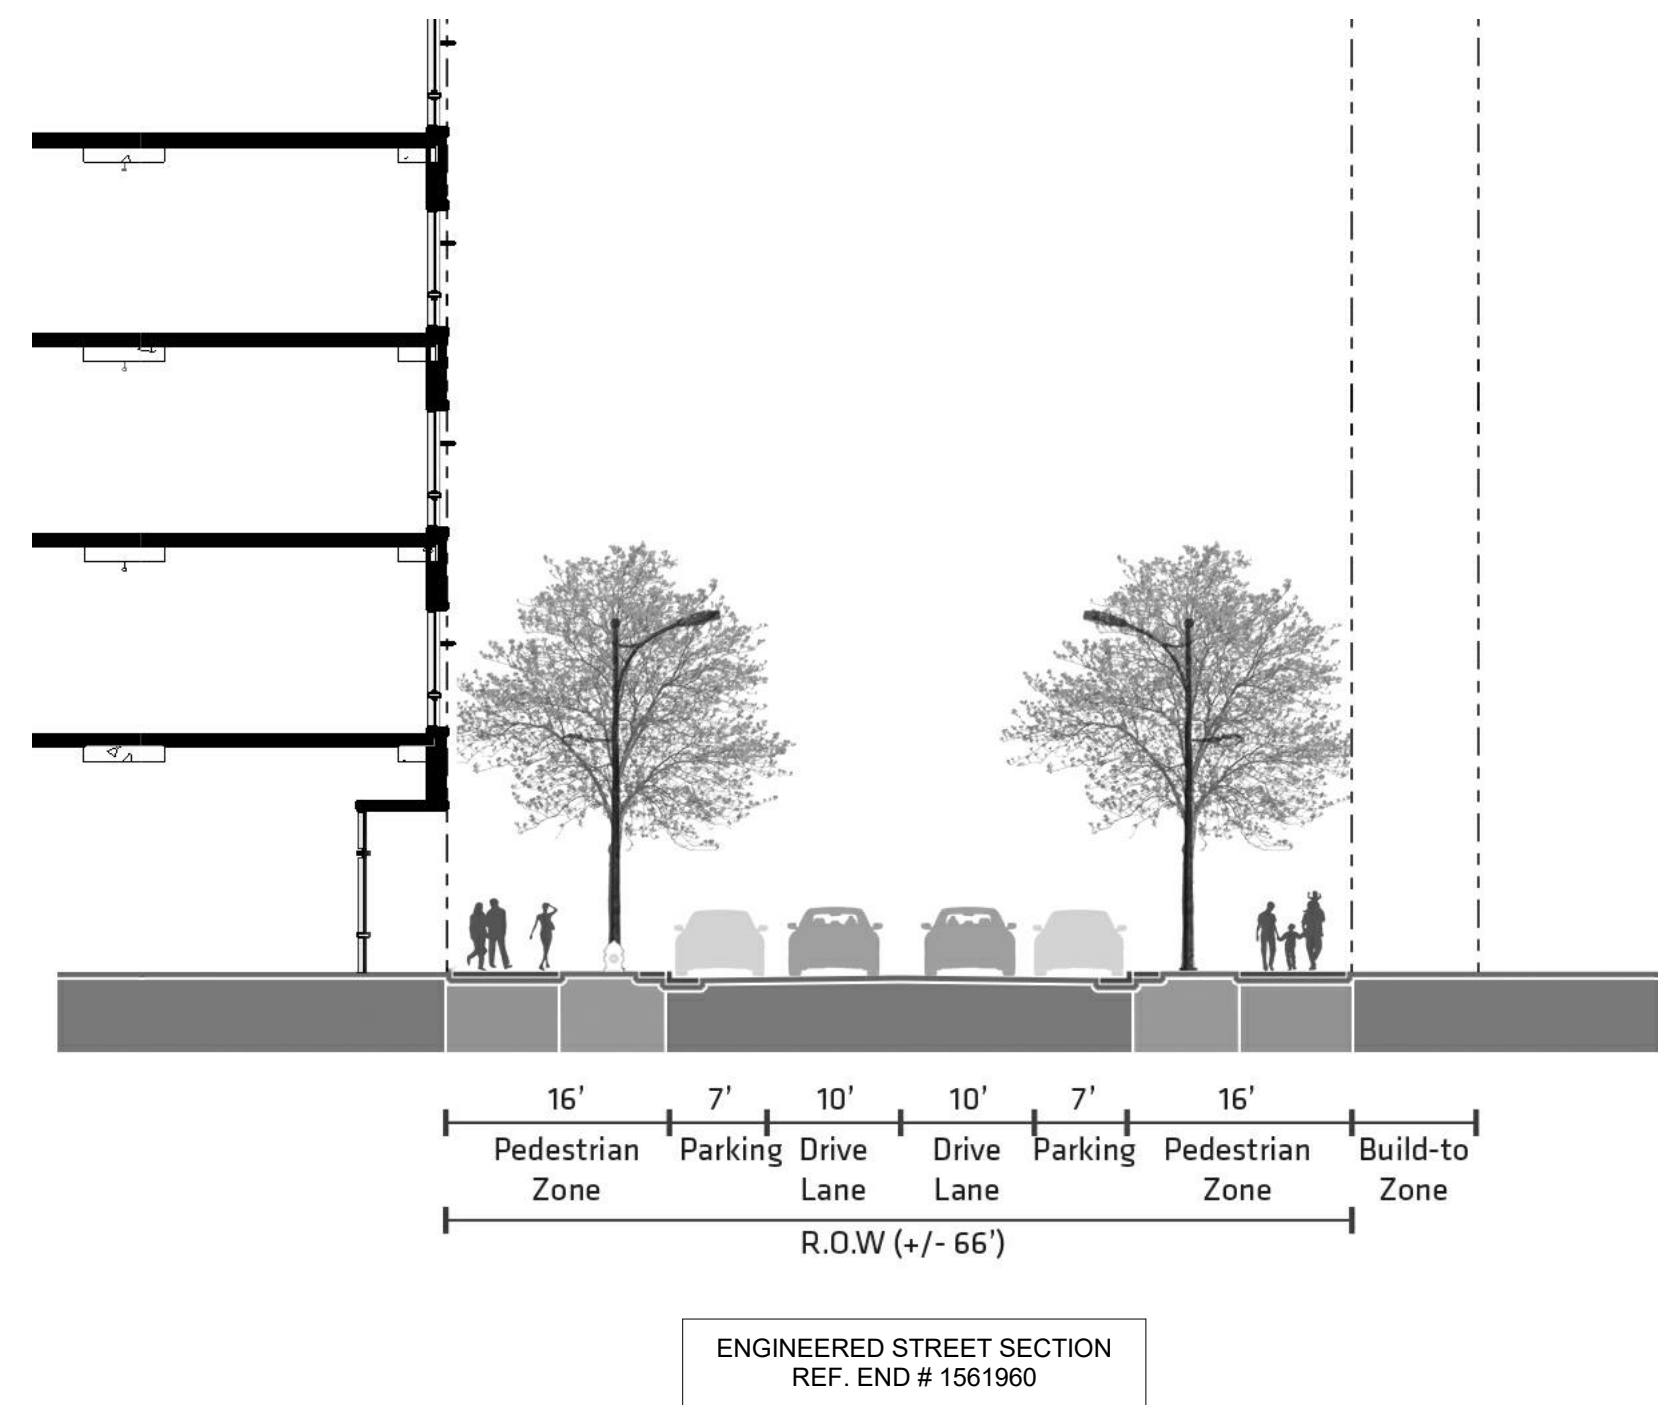 16’ 7’ 10’ 10’ 7’ 16’
Pedestrian Parking Drive Drive Parking Pedestrian Build-to
Zone Lane Lane Zone Zone
R.O.W (+/- 66’)
ENGINEERED STREET SECTION
REF. END # 1561960